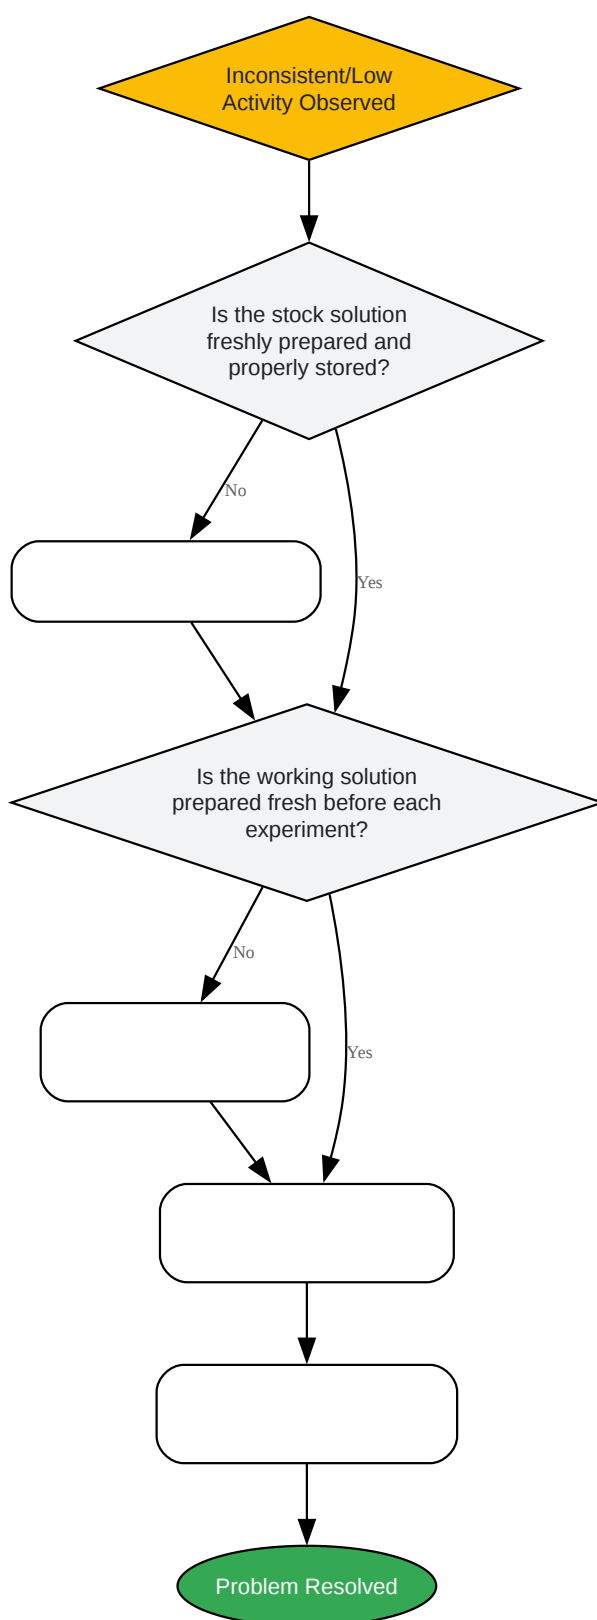 Inconsistent/Low
Activity Observed
Is the stock solution
freshly prepared and
properly stored?
No
Yes
Is the working solution
prepared fresh before each
experiment?
No
Yes
Problem Resolved